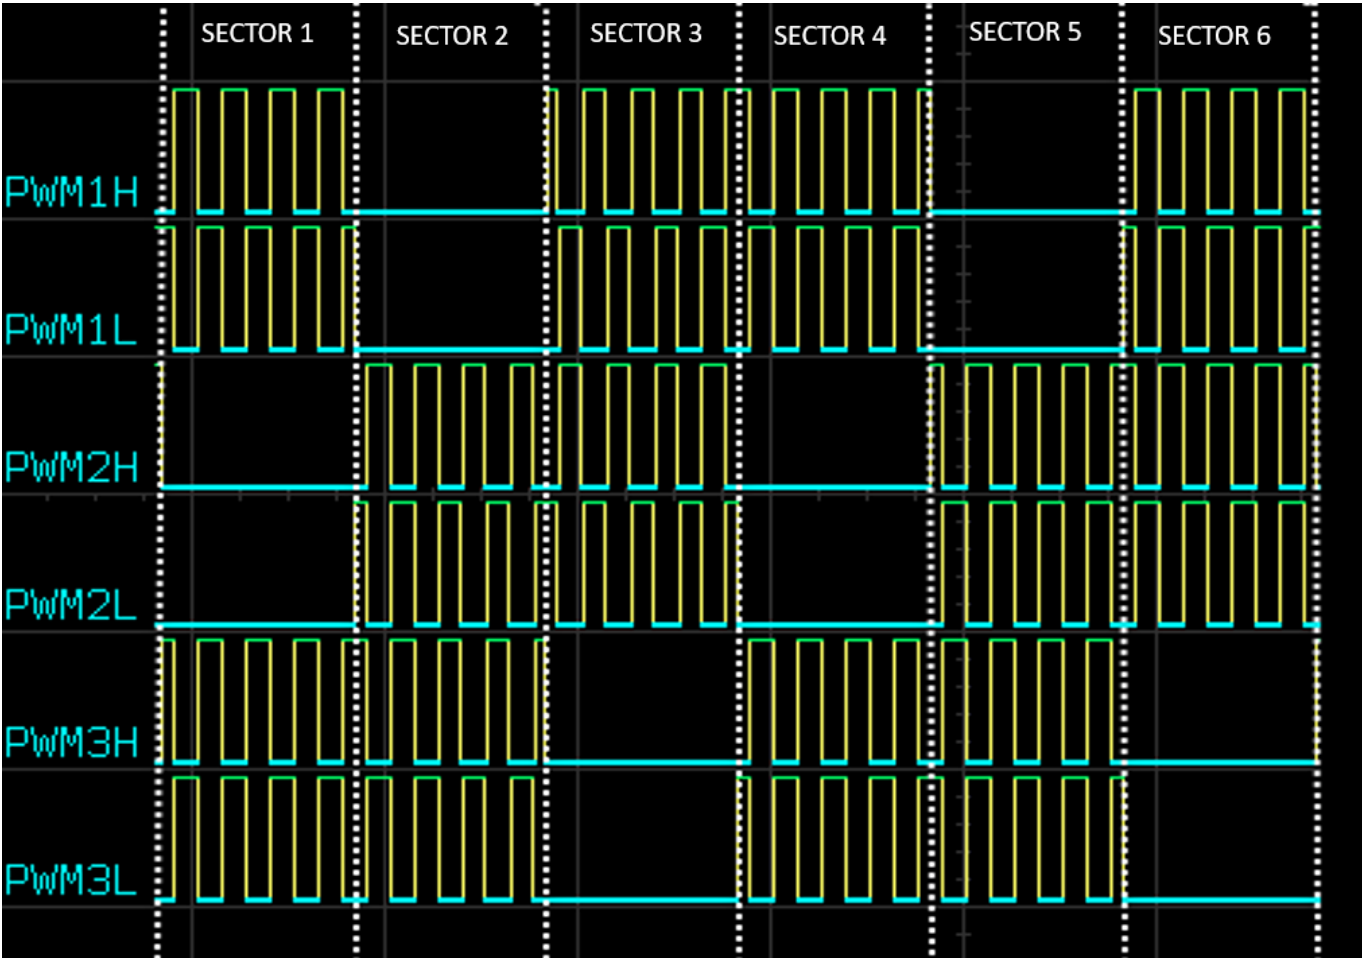 SECTOR 1
SECTOR 2
SECTOR 3
SECTOR 4
SECTOR 5
SECTOR 6
PWM1H
PWM1L
PWM2H
PWM2L
PWM3H
PWM3L